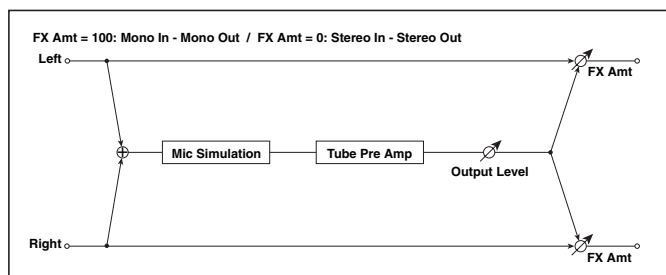 FX Amt = 100: Mono In - Mono Out / FX Amt = 0: Stereo In - Stereo Out
Left
FX Amt
Mic Simulation
Tube Pre Amp
Output Level
Right
FX Amt